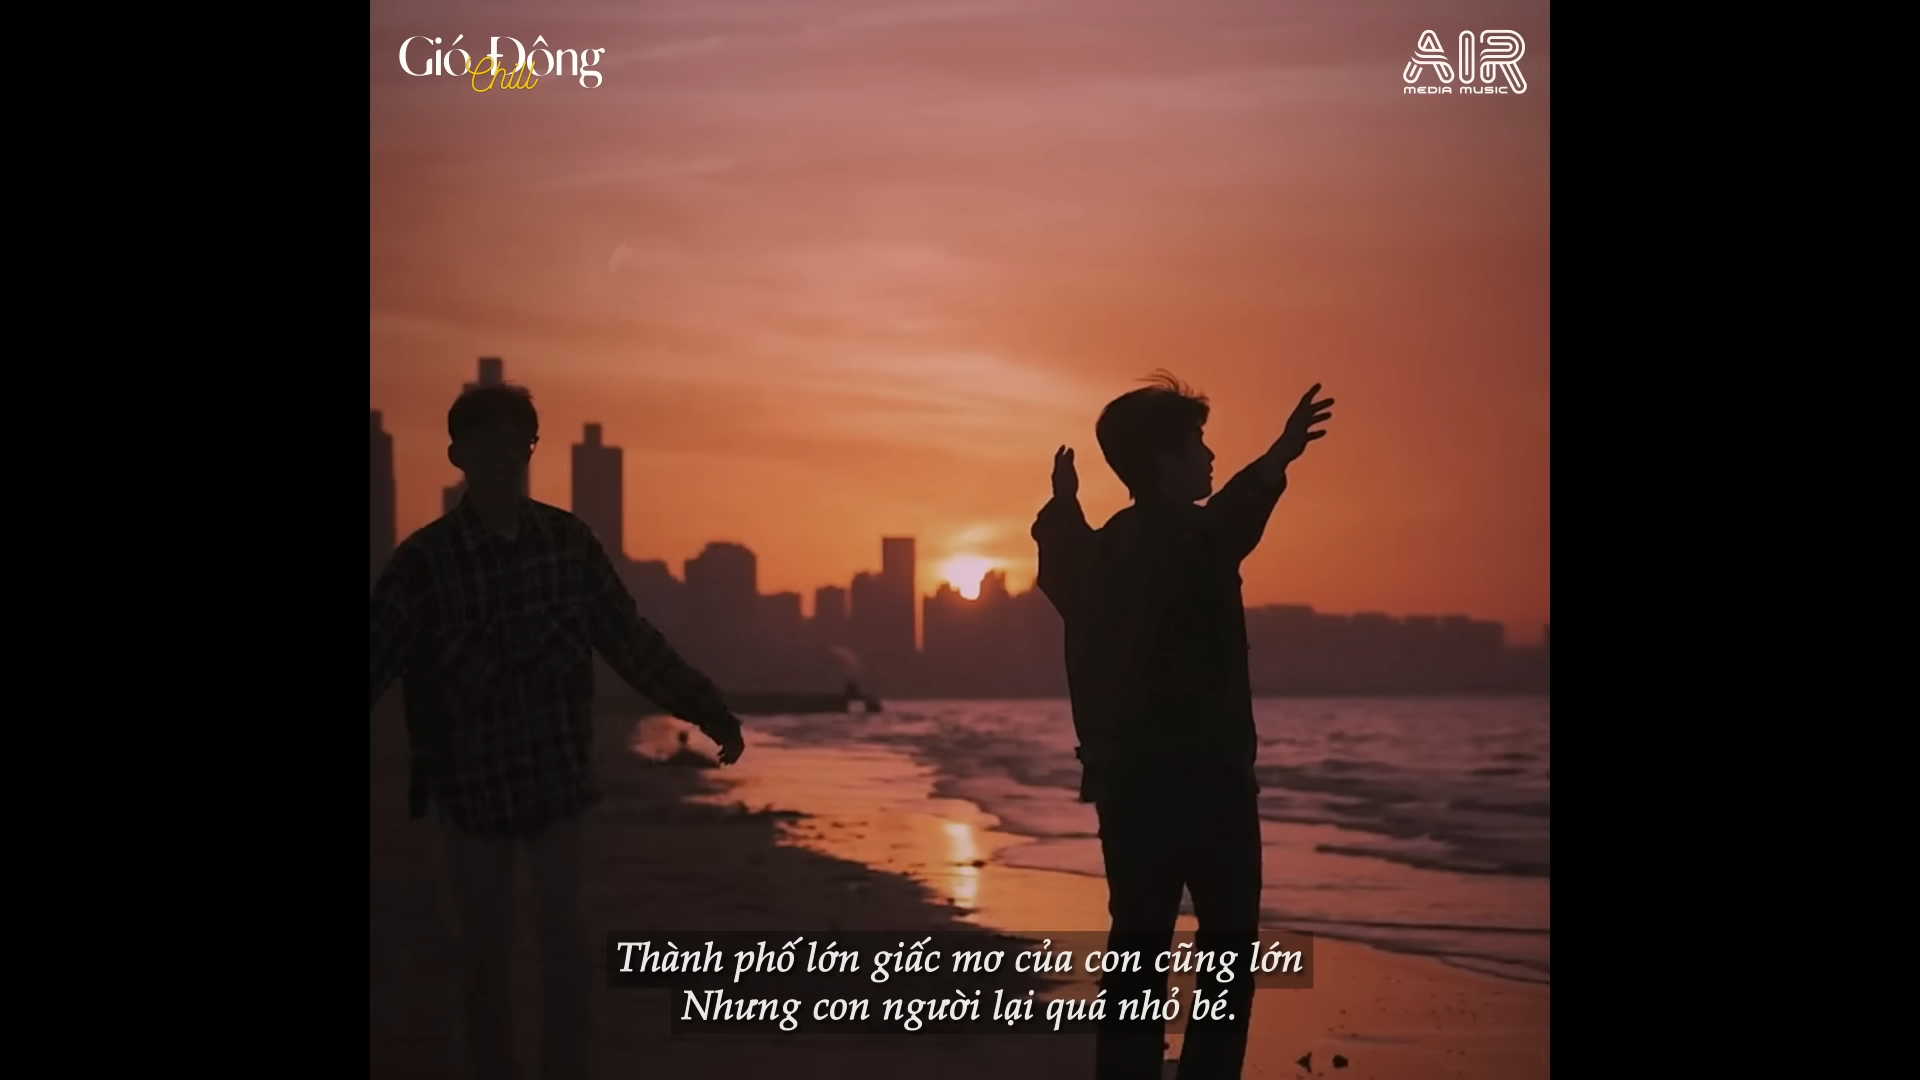 Gió Đông
Chill
AIR
MEDIA MUSIC
Thành phố lớn giấc mơ của con cũng lớn
Nhưng con người lại quá nhỏ bé.